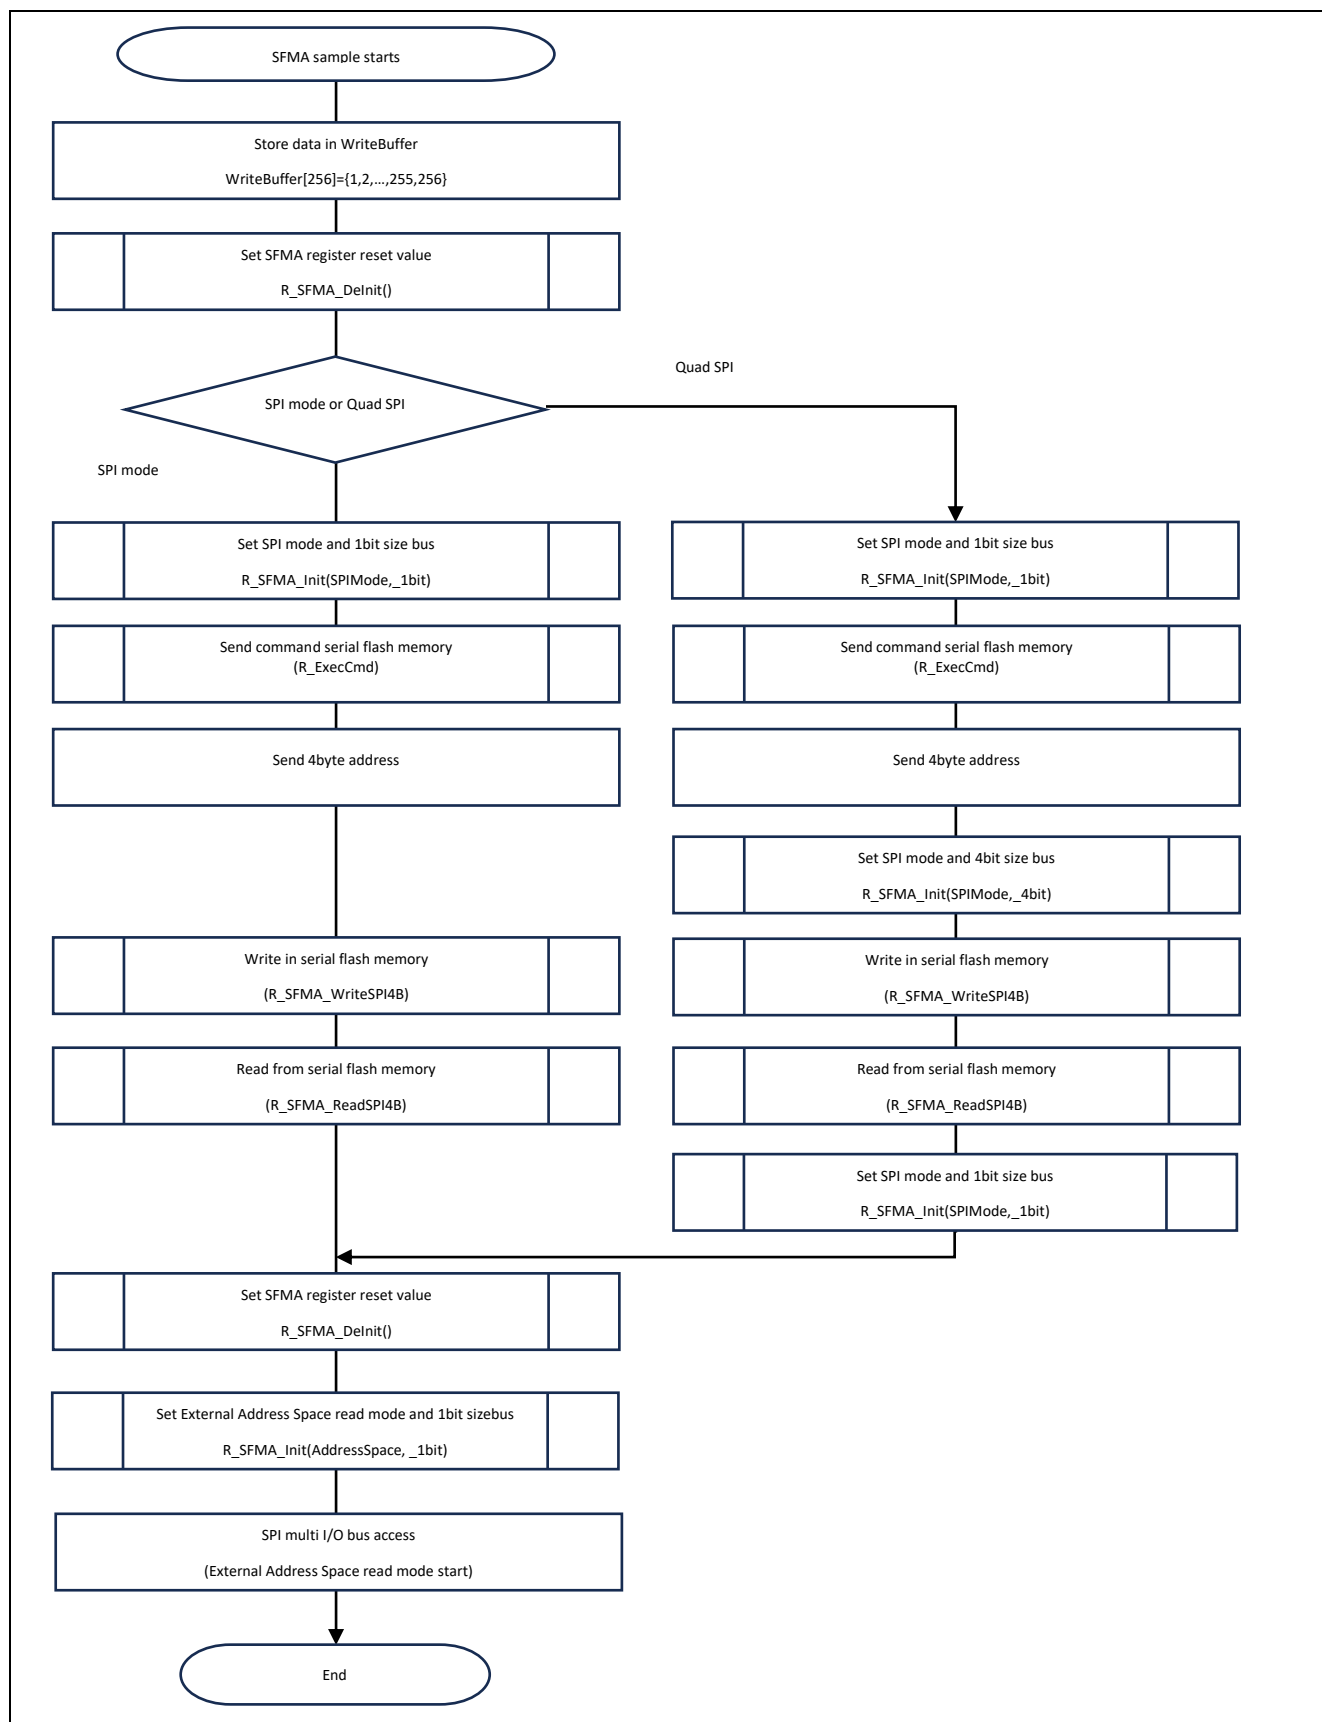 SFMA sample starts
Store data in WriteBuffer
WriteBuffer[256]={1,2,...,255,256}
Set SFMA register reset value
R_SFMA_DeInit()
Quad SPI
SPI mode or Quad SPI
SPI mode
Set SPI mode and 1bit size bus
R_SFMA_Init(SPIMode,_1bit)
Send command serial flash memory
(R_ExecCmd)
Send 4byte address
Write in serial flash memory
(R_SFMA_WriteSPI4B)
Read from serial flash memory
(R_SFMA_ReadSPI4B)
Set SPI mode and 1bit size bus
R_SFMA_Init(SPIMode,_1bit)
Send command serial flash memory
(R_ExecCmd)
Send 4byte address
Set SPI mode and 4bit size bus
R_SFMA_Init(SPIMode,_4bit)
Write in serial flash memory
(R_SFMA_WriteSPI4B)
Read from serial flash memory
(R_SFMA_ReadSPI4B)
Set SPI mode and 1bit size bus
R_SFMA_Init(SPIMode,_1bit)
Set SFMA register reset value
R_SFMA_DeInit()
Set External Address Space read mode and 1bit sizebus
R_SFMA_Init(AddressSpace, _1bit)
SPI multi I/O bus access
(External Address Space read mode start)
End